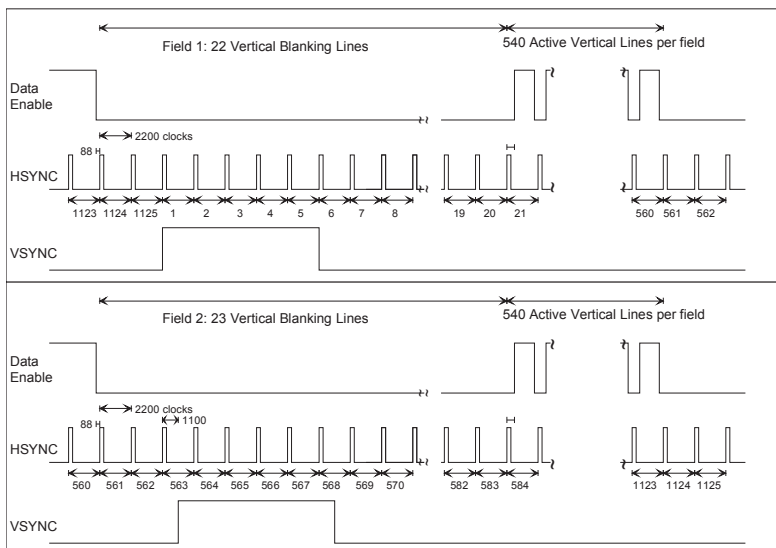 Field 1: 22 Vertical Blanking Lines
540 Active Vertical Lines per field
Data
Enable
2200 clocks
88
HSYNC
1123 1124 1125 1 2 3 4 5 6 7 8 19 20 21 560 561 562
VSYNC
Field 2: 23 Vertical Blanking Lines
540 Active Vertical Lines per field
Data
Enable
2200 clocks
1100
88
HSYNC
560 561 562 563 564 565 566 567 568 569 570 582 583 584 1123 1124 1125
VSYNC